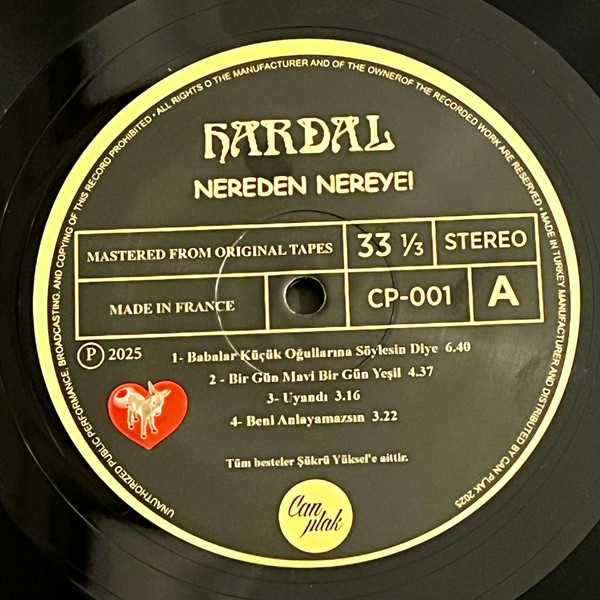 UNAUTHORIZED PUBLIC PERFORMANCE, BROADCASTING, AND COPYING OF THIS RECORD PROHIBITED • ALL RIGHTS O THE MANUFACTURER AND OF THE OWNEROF THE RECORDED WORK ARE RESERVED • MADE IN TURKEY MANUFACTURED AND DISTRIBUTED BY CAN PLAK 2025
HARDAL
NEREDEN NEREYE!
MASTERED FROM ORIGINAL TAPES
33 ⅓
STEREO
MADE IN FRANCE
CP-001
A
Ⓟ 2025
1- Babalar Küçük Oğullarına Söylesin Diye 6.40
2 - Bir Gün Mavi Bir Gün Yeşil 4.37
3- Uyandı 3.16
4- Beni Anlayamazsın 3.22
Tüm besteler Şükrü Yüksel'e aittir.
Can
plak